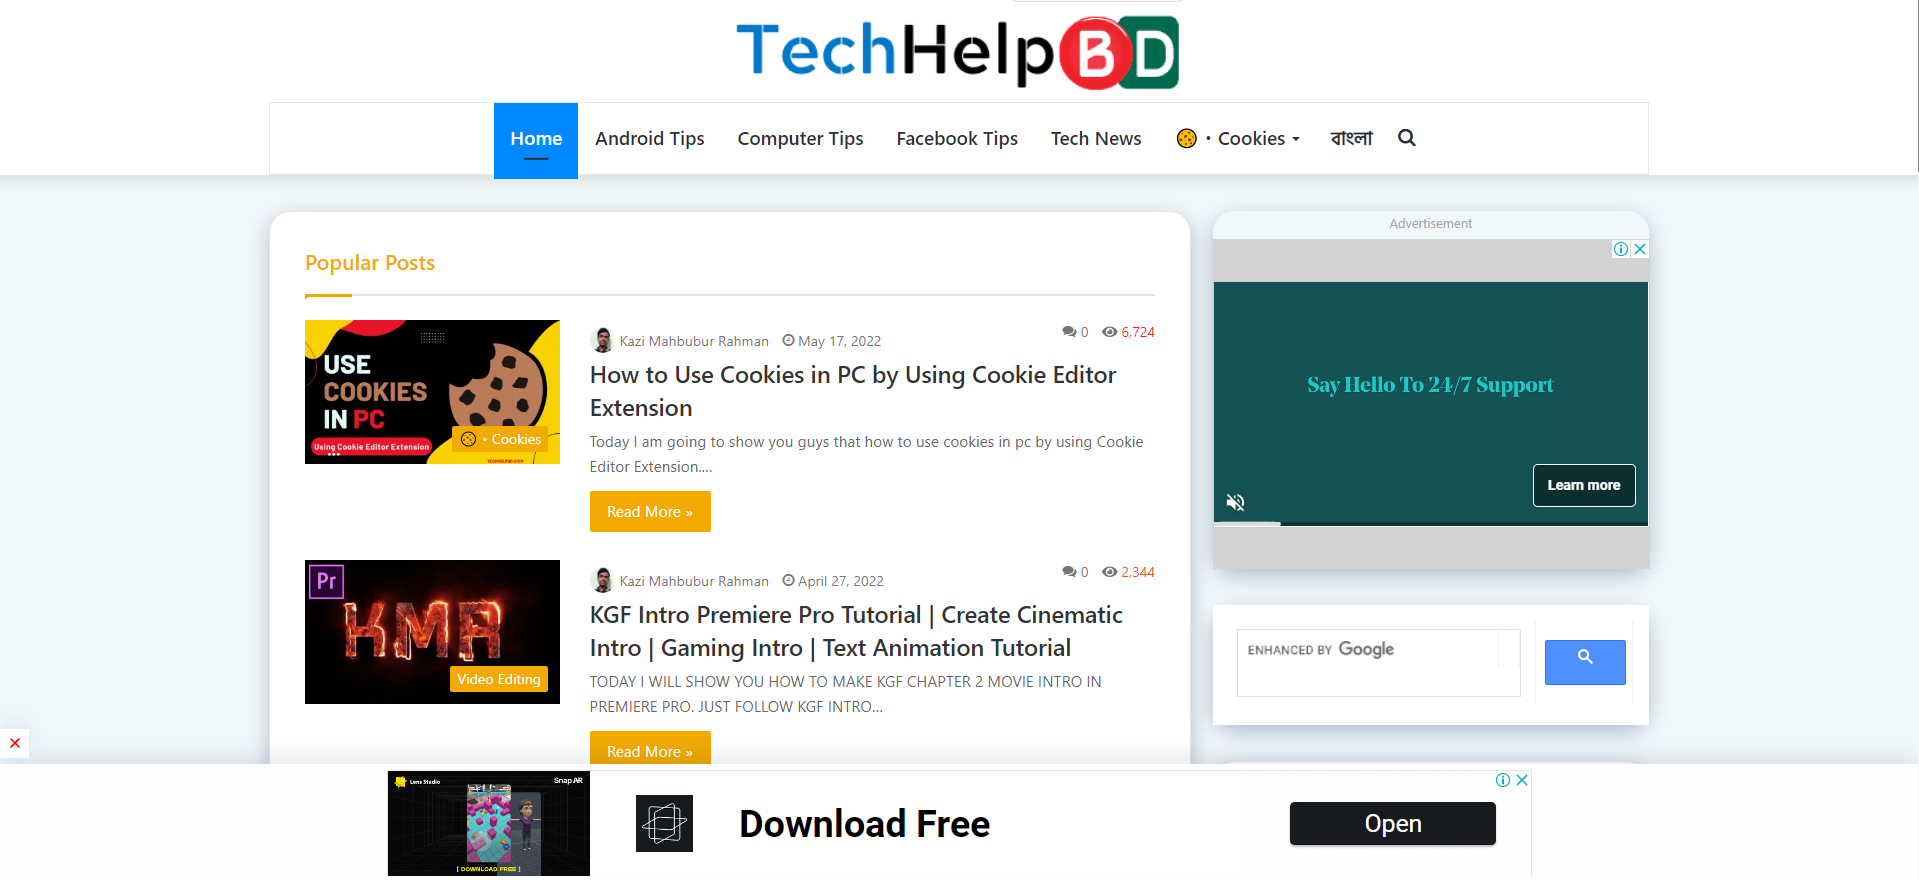 TechHelpBD
Home
Android Tips
Computer Tips
Facebook Tips
Tech News
• Cookies
বাংলা
Popular Posts
USE
COOKIES
IN PC
Using Cookie Editor Extension
• Cookies
TECHHELPBD.COM
Kazi Mahbubur Rahman
May 17, 2022
0
6,724
How to Use Cookies in PC by Using Cookie Editor
Extension
Today I am going to show you guys that how to use cookies in pc by using Cookie
Editor Extension....
Read More »
Pr
KMR
Video Editing
Kazi Mahbubur Rahman
April 27, 2022
0
2,344
KGF Intro Premiere Pro Tutorial | Create Cinematic
Intro | Gaming Intro | Text Animation Tutorial
TODAY I WILL SHOW YOU HOW TO MAKE KGF CHAPTER 2 MOVIE INTRO IN
PREMIERE PRO. JUST FOLLOW KGF INTRO...
Read More »
Advertisement
Say Hello To 24/7 Support
Learn more
ENHANCED BY Google
Lens Studio
Snap AR
[ DOWNLOAD FREE ]
Download Free
Open